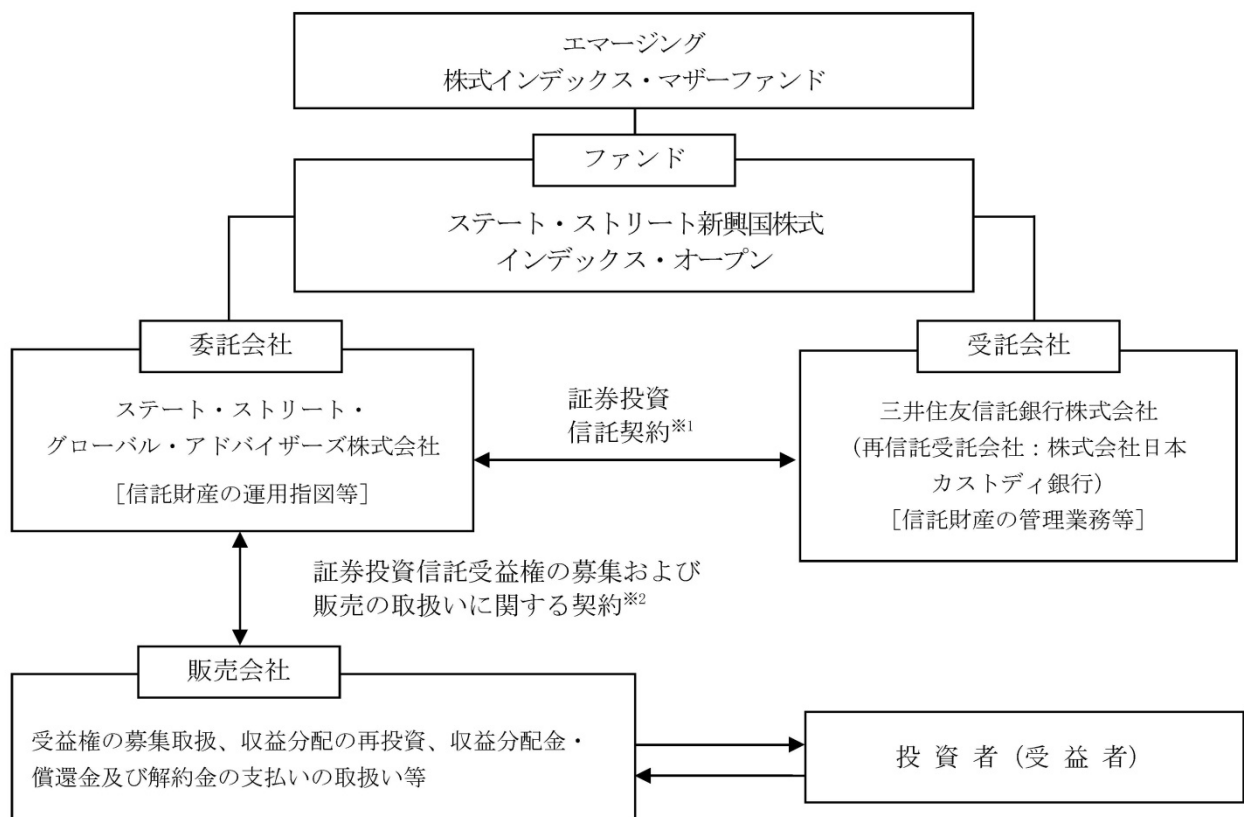 エマージング
株式インデックス・マザーファンド
ファンド
ステート・ストリート新興国株式
インデックス・オープン
委託会社
ステート・ストリート・
グローバル・アドバイザーズ株式会社
[信託財産の運用指図等]
証券投資
信託契約※1
受託会社
三井住友信託銀行株式会社
(再信託受託会社：株式会社日本
カストディ銀行)
[信託財産の管理業務等]
証券投資信託受益権の募集および
販売の取扱いに関する契約※2
販売会社
受益権の募集取扱、収益分配の再投資、収益分配金・
償還金及び解約金の支払いの取扱い等
投 資 者 (受 益 者)